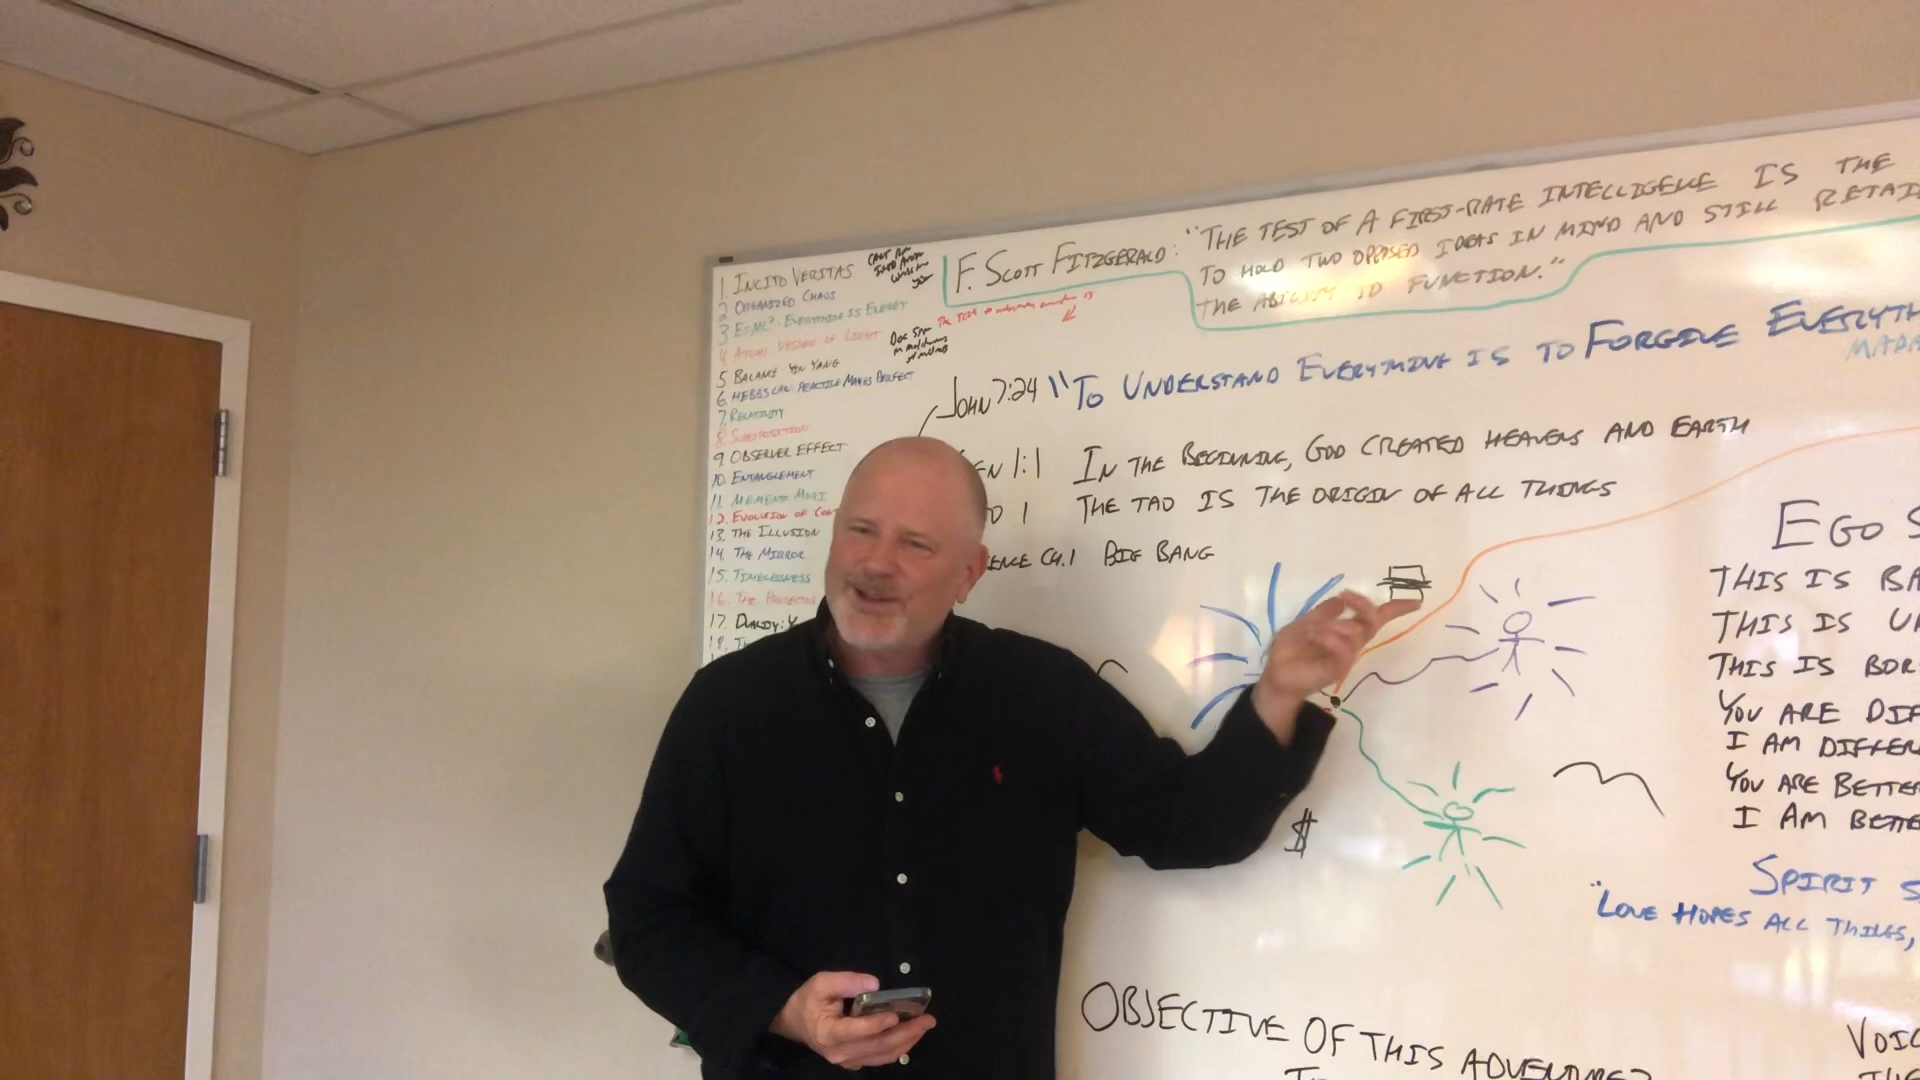 1. INCITO VERITAS
2 ORGANIZED CHAOS
3 E=MC²: EVERYTHING IS ENERGY
4 ATOM: VESSEL OF LIGHT
5 BALANCE YIN YANG
6. HEBBS LAW: PRACTICE MAKES PERFECT
7. RELATIVITY
8. SUPERPOSITION
9. OBSERVER EFFECT
10. ENTANGLEMENT
11. MEMENTO MORI
12. EVOLUTION OF CON
13. THE ILLUSION
14. THE MIRROR
15. TIMELESSNESS
16. THE
17. DUALITY: Y
18. T
F. SCOTT FITZGERALD: "THE TEST OF A FIRST-RATE INTELLIGENCE IS THE
TO HOLD TWO OPPOSED IDEAS IN MIND AND STILL RETAI
THE ABILITY TO FUNCTION."
JOHN 7:24 "TO UNDERSTAND EVERYTHING IS TO FORGIVE EVERYTH
EN 1:1 IN THE BEGINNING, GOD CREATED HEAVENS AND EARTH
O 1 THE TAO IS THE ORIGIN OF ALL THINGS
ENCE CH.1 BIG BANG
$
EGO S
THIS IS BA
THIS IS U
THIS IS BOR
YOU ARE DIF
I AM DIFFER
YOU ARE BETTER
I AM BETTE
SPIRIT S
"LOVE HOPES ALL THINGS,
OBJECTIVE OF THIS ADVENTURE?
T
VOIC
THE